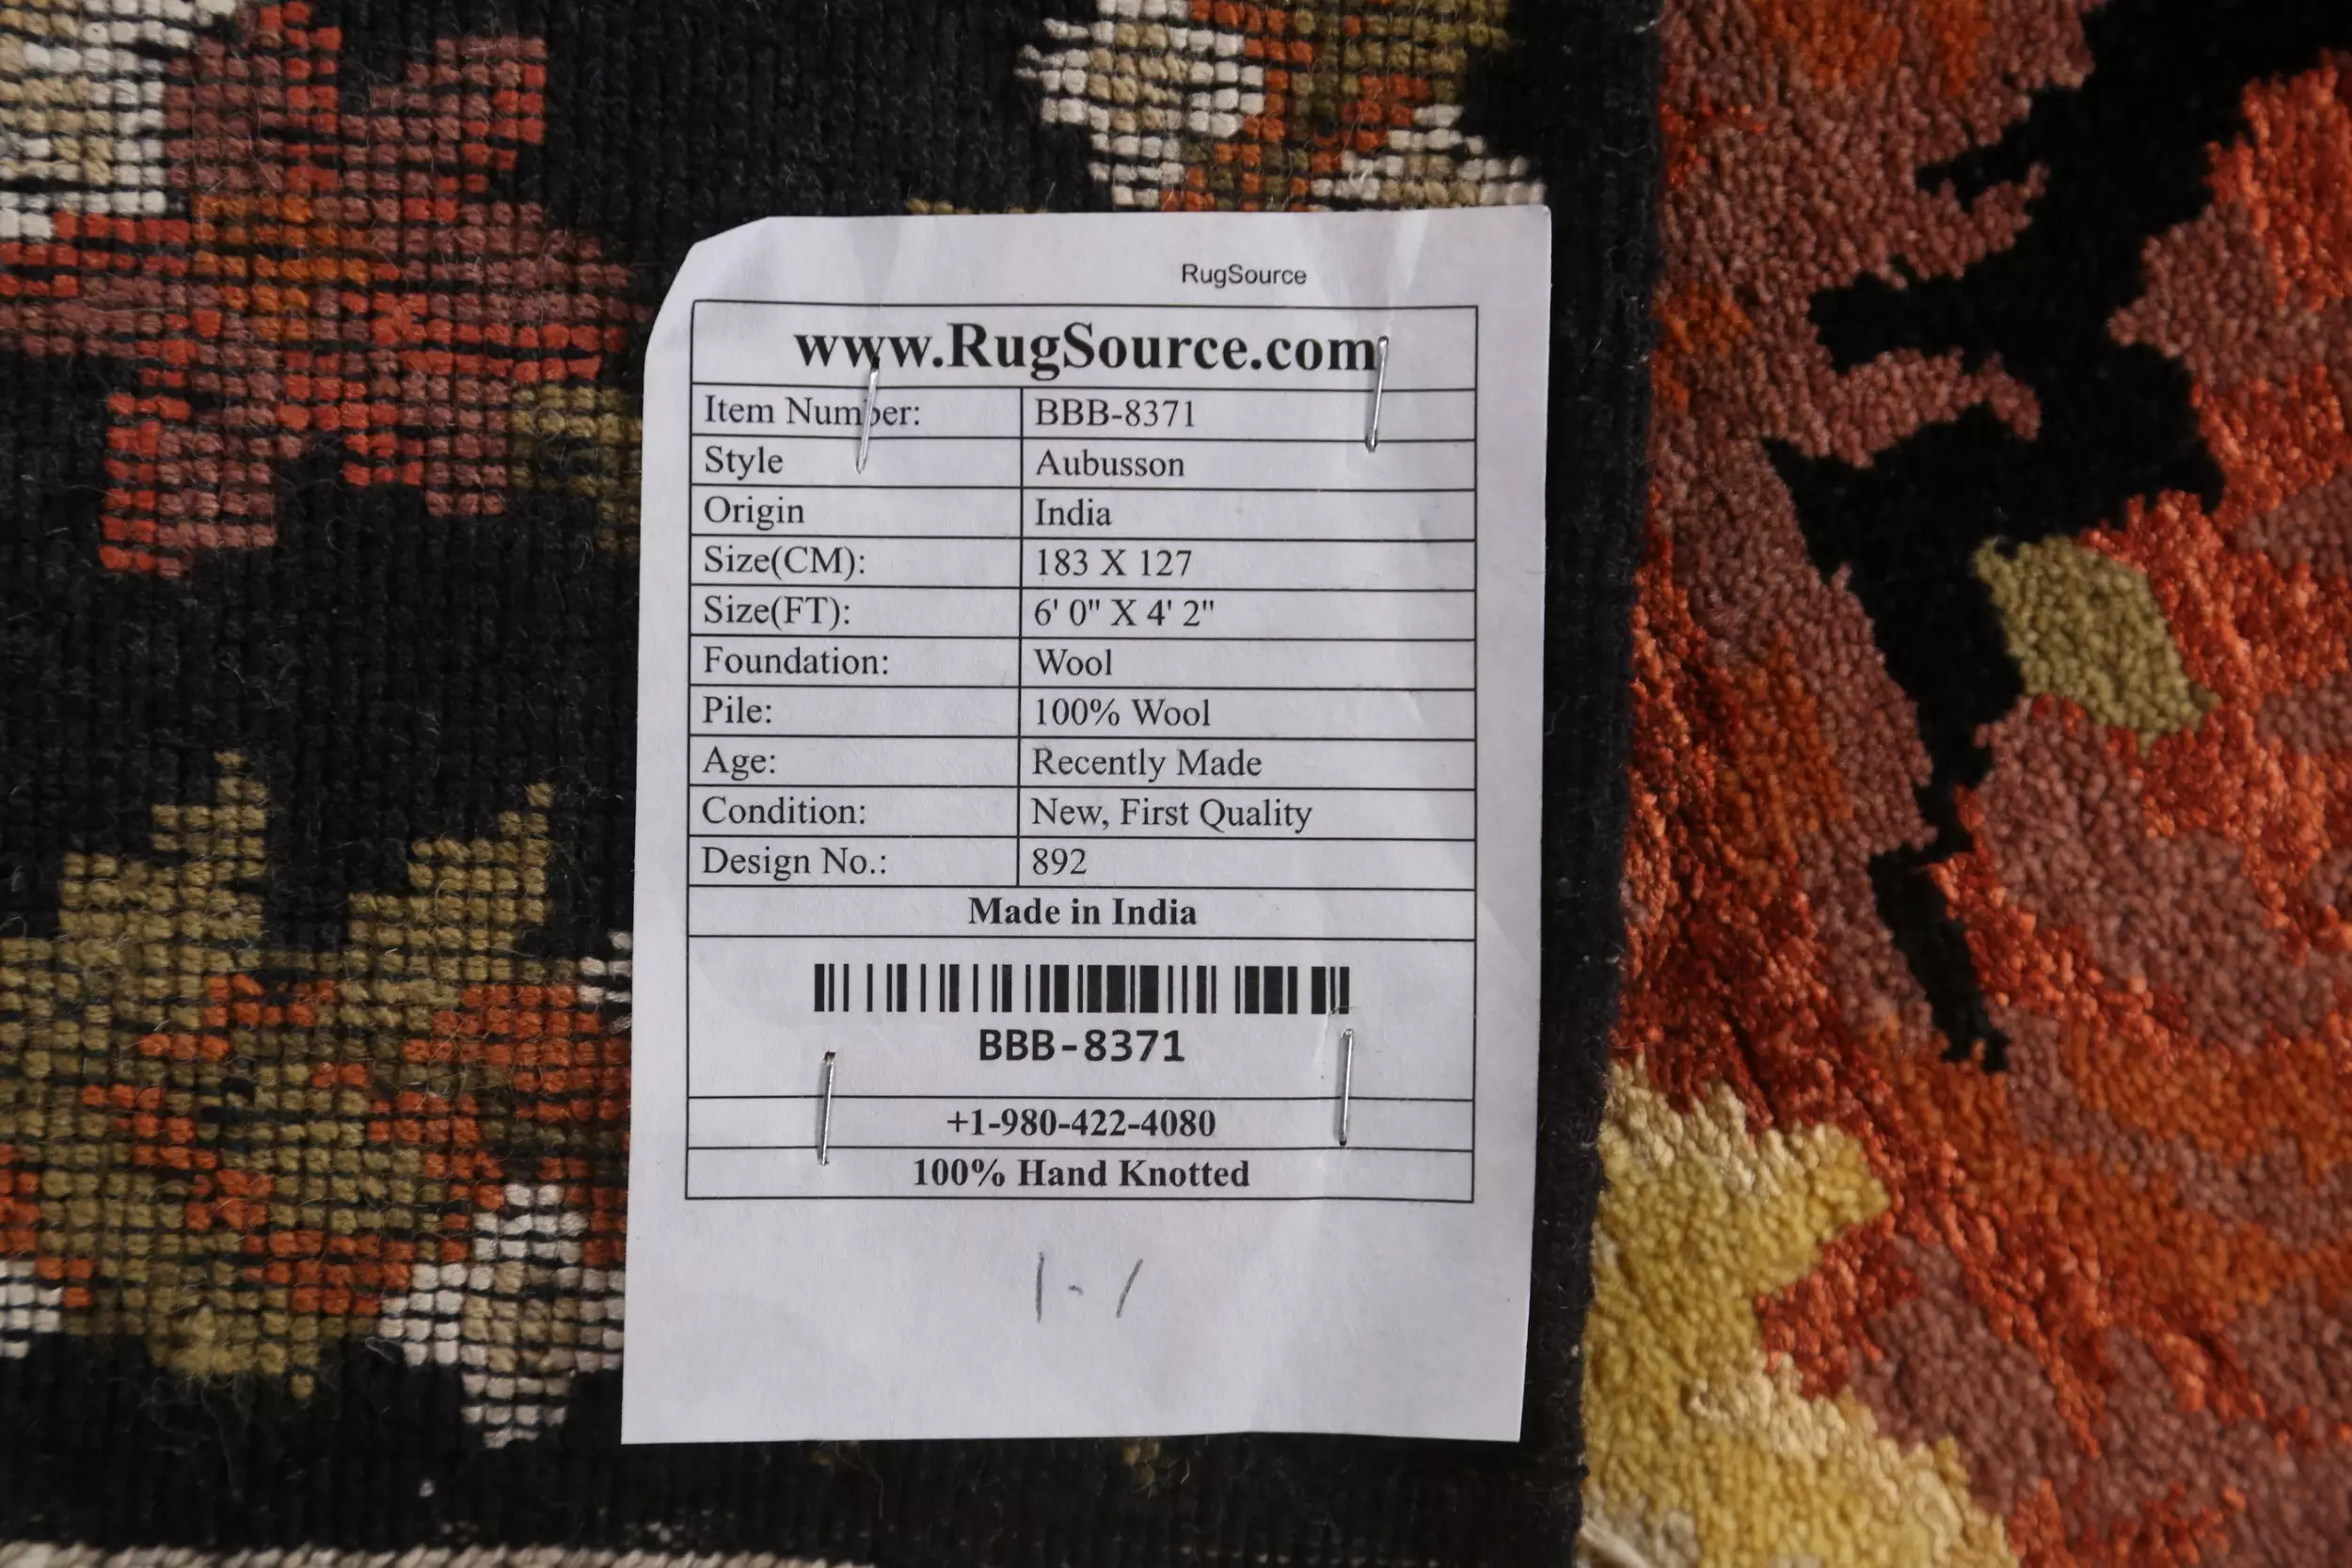 RugSource
www.RugSource.com
Item Number: BBB-8371
Style Aubusson
Origin India
Size(CM): 183 X 127
Size(FT): 6' 0" X 4' 2"
Foundation: Wool
Pile: 100% Wool
Age: Recently Made
Condition: New, First Quality
Design No.: 892
Made in India
BBB-8371
+1-980-422-4080
100% Hand Knotted
1-1